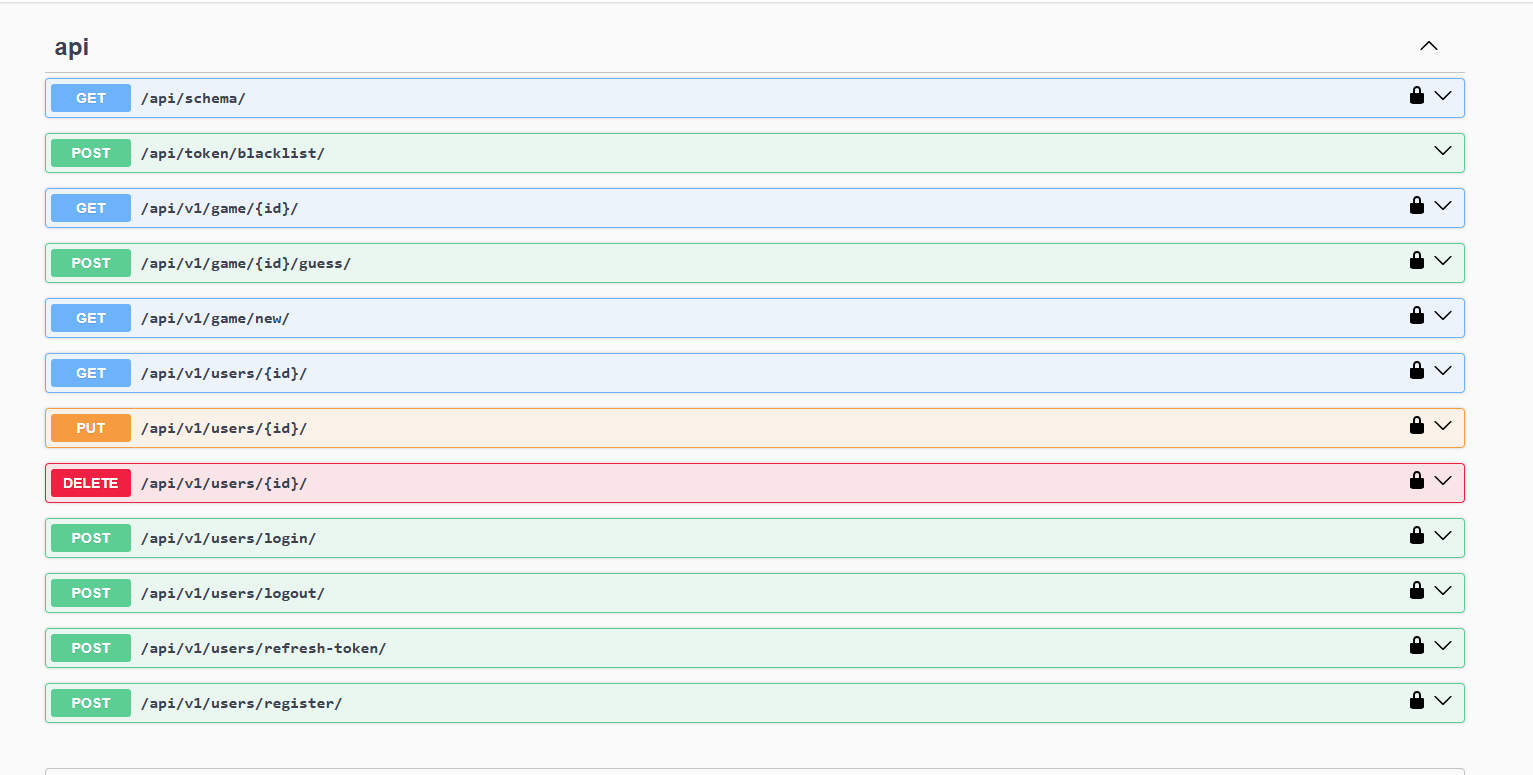 api
GET /api/schema/
POST /api/token/blacklist/
GET /api/v1/game/{id}/
POST /api/v1/game/{id}/guess/
GET /api/v1/game/new/
GET /api/v1/users/{id}/
PUT /api/v1/users/{id}/
DELETE /api/v1/users/{id}/
POST /api/v1/users/login/
POST /api/v1/users/logout/
POST /api/v1/users/refresh-token/
POST /api/v1/users/register/